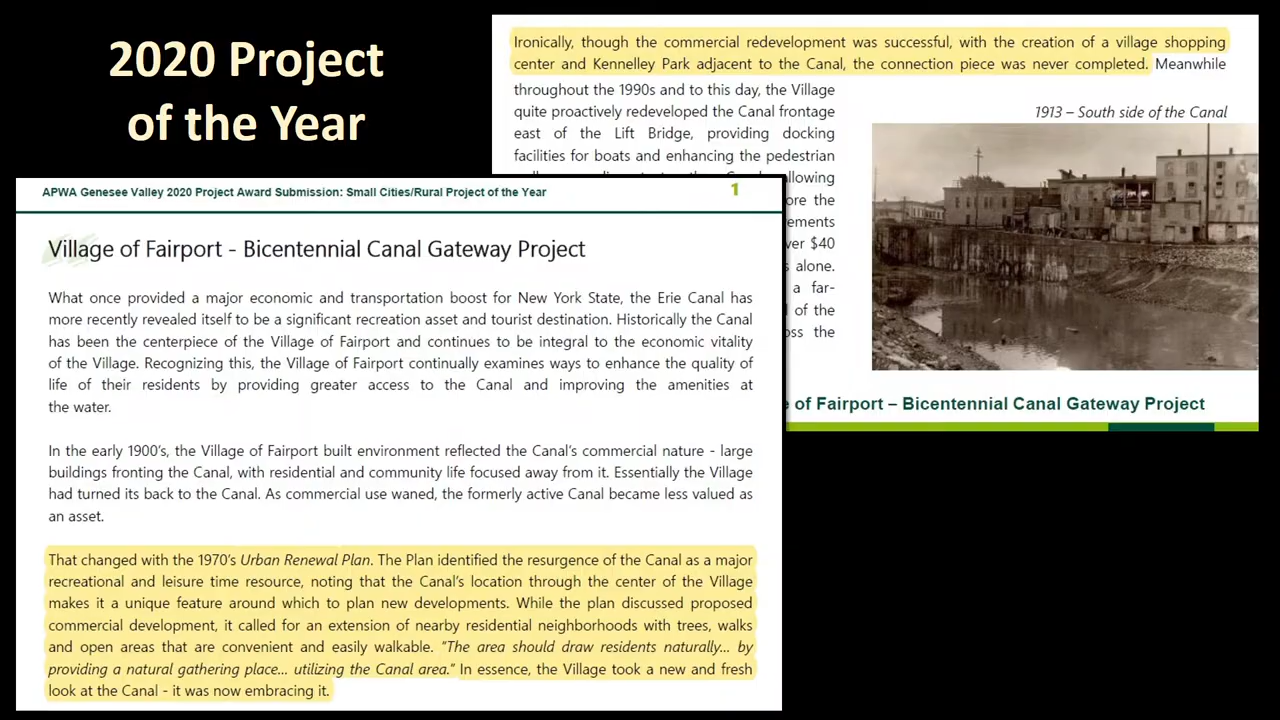 2020 Project
of the Year
Ironically, though the commercial redevelopment was successful, with the creation of a village shopping
center and Kennelley Park adjacent to the Canal, the connection piece was never completed. Meanwhile
throughout the 1990s and to this day, the Village
quite proactively redeveloped the Canal frontage
east of the Lift Bridge, providing docking
facilities for boats and enhancing the pedestrian
1913 – South side of the Canal
s alone.
a far-
of the
the
of Fairport – Bicentennial Canal Gateway Project
APWA Genesee Valley 2020 Project Award Submission: Small Cities/Rural Project of the Year
1
Village of Fairport - Bicentennial Canal Gateway Project
What once provided a major economic and transportation boost for New York State, the Erie Canal has
more recently revealed itself to be a significant recreation asset and tourist destination. Historically the Canal
has been the centerpiece of the Village of Fairport and continues to be integral to the economic vitality
of the Village. Recognizing this, the Village of Fairport continually examines ways to enhance the quality of
life of their residents by providing greater access to the Canal and improving the amenities at
the water.
In the early 1900's, the Village of Fairport built environment reflected the Canal's commercial nature - large
buildings fronting the Canal, with residential and community life focused away from it. Essentially the Village
had turned its back to the Canal. As commercial use waned, the formerly active Canal became less valued as
an asset.
That changed with the 1970's Urban Renewal Plan. The Plan identified the resurgence of the Canal as a major
recreational and leisure time resource, noting that the Canal's location through the center of the Village
makes it a unique feature around which to plan new developments. While the plan discussed proposed
commercial development, it called for an extension of nearby residential neighborhoods with trees, walks
and open areas that are convenient and easily walkable. "The area should draw residents naturally... by
providing a natural gathering place... utilizing the Canal area." In essence, the Village took a new and fresh
look at the Canal - it was now embracing it.